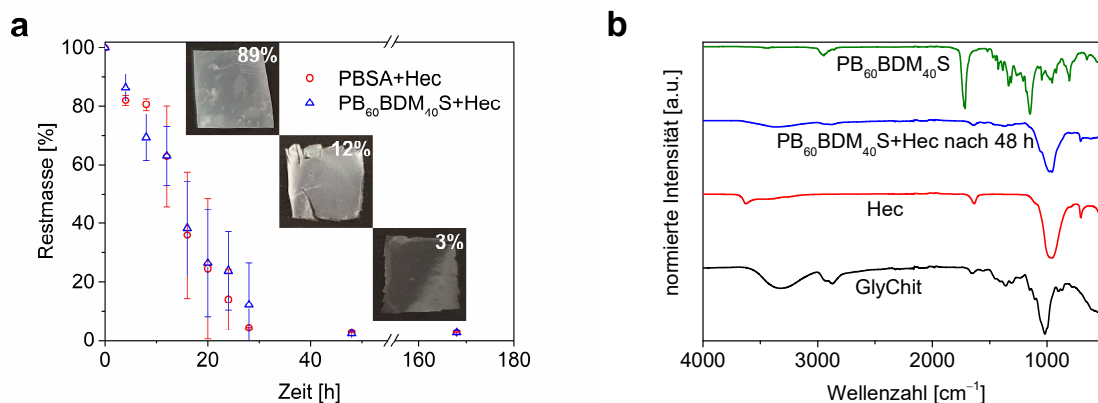 a
100
80
60
40
20
0
Restmasse [%]
89%
12%
3%
PBSA+Hec
PB₆₀BDM₄₀S+Hec
0 20 40 160 180
Zeit [h]
b
normierte Intensität [a.u.]
PB₆₀BDM₄₀S
PB₆₀BDM₄₀S+Hec nach 48 h
Hec
GlyChit
4000 3000 2000 1000
Wellenzahl [cm⁻¹]